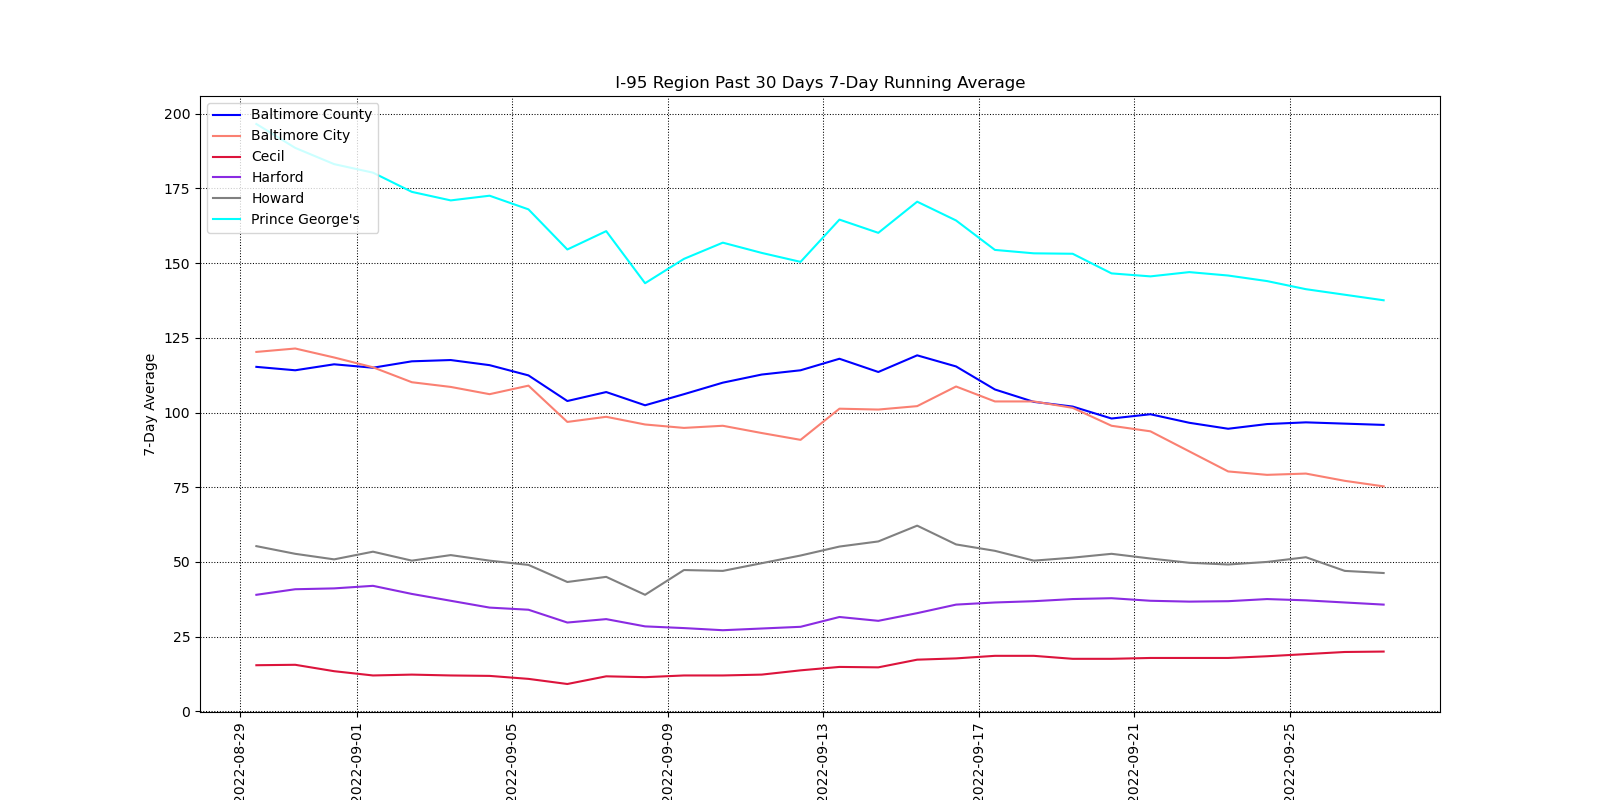 I-95 Region Past 30 Days 7-Day Running Average
Baltimore County
Baltimore City
Cecil
Harford
Howard
Prince George's
7-Day Average
200
175
150
125
100
75
50
25
0
2022-08-29
2022-09-01
2022-09-05
2022-09-09
2022-09-13
2022-09-17
2022-09-21
2022-09-25